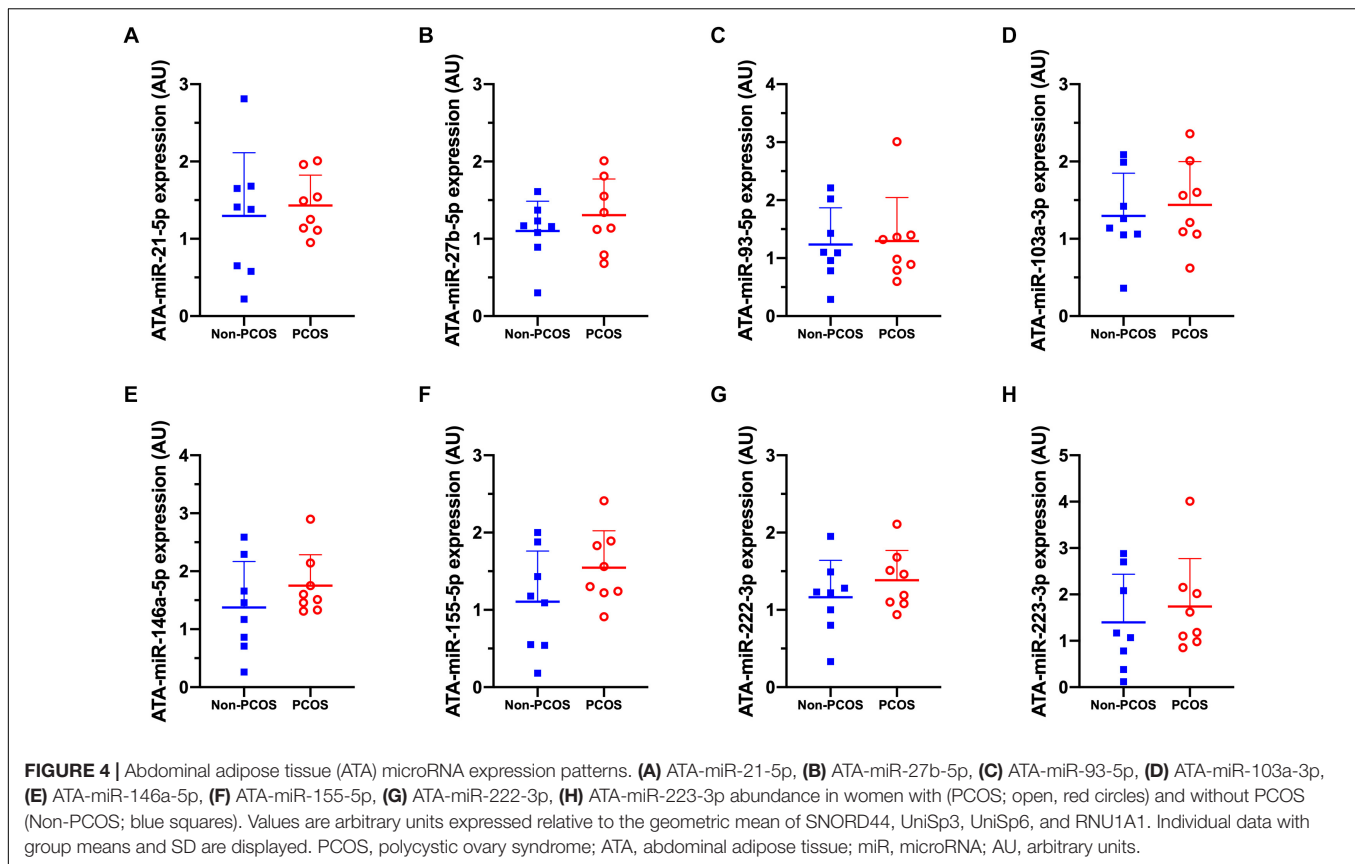 A
B
C
D
ATA-miR-21-5p expression (AU)
3
2
1
0
Non-PCOS PCOS
ATA-miR-27b-5p expression (AU)
3
2
1
0
Non-PCOS PCOS
ATA-miR-93-5p expression (AU)
4
3
2
1
0
Non-PCOS PCOS
ATA-miR-103a-3p expression (AU)
3
2
1
0
Non-PCOS PCOS
E
F
G
H
ATA-miR-146a-5p expression (AU)
4
3
2
1
0
Non-PCOS PCOS
ATA-miR-155-5p expression (AU)
3
2
1
0
Non-PCOS PCOS
ATA-miR-222-3p expression (AU)
3
2
1
0
Non-PCOS PCOS
ATA-miR-223-3p expression (AU)
5
4
3
2
1
0
Non-PCOS PCOS
FIGURE 4 | Abdominal adipose tissue (ATA) microRNA expression patterns. (A) ATA-miR-21-5p, (B) ATA-miR-27b-5p, (C) ATA-miR-93-5p, (D) ATA-miR-103a-3p,
(E) ATA-miR-146a-5p, (F) ATA-miR-155-5p, (G) ATA-miR-222-3p, (H) ATA-miR-223-3p abundance in women with (PCOS; open, red circles) and without PCOS
(Non-PCOS; blue squares). Values are arbitrary units expressed relative to the geometric mean of SNORD44, UniSp3, UniSp6, and RNU1A1. Individual data with
group means and SD are displayed. PCOS, polycystic ovary syndrome; ATA, abdominal adipose tissue; miR, microRNA; AU, arbitrary units.